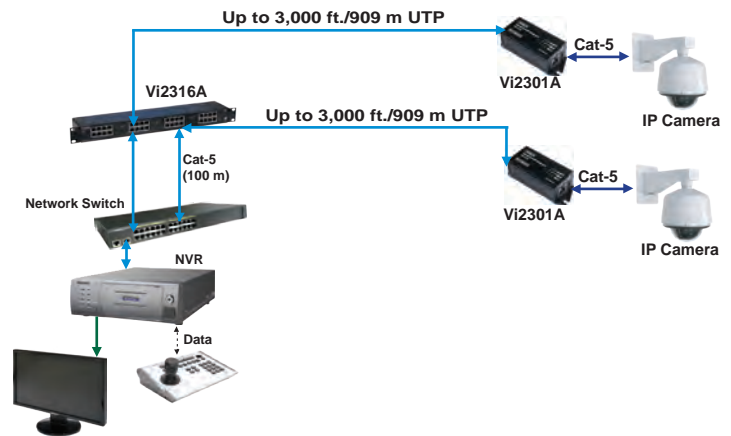 Up to 3,000 ft./909 m UTP
Cat-5
Vi2301A
IP Camera
Vi2316A
Up to 3,000 ft./909 m UTP
Cat-5
(100 m)
Cat-5
Vi2301A
IP Camera
Network Switch
NVR
Data